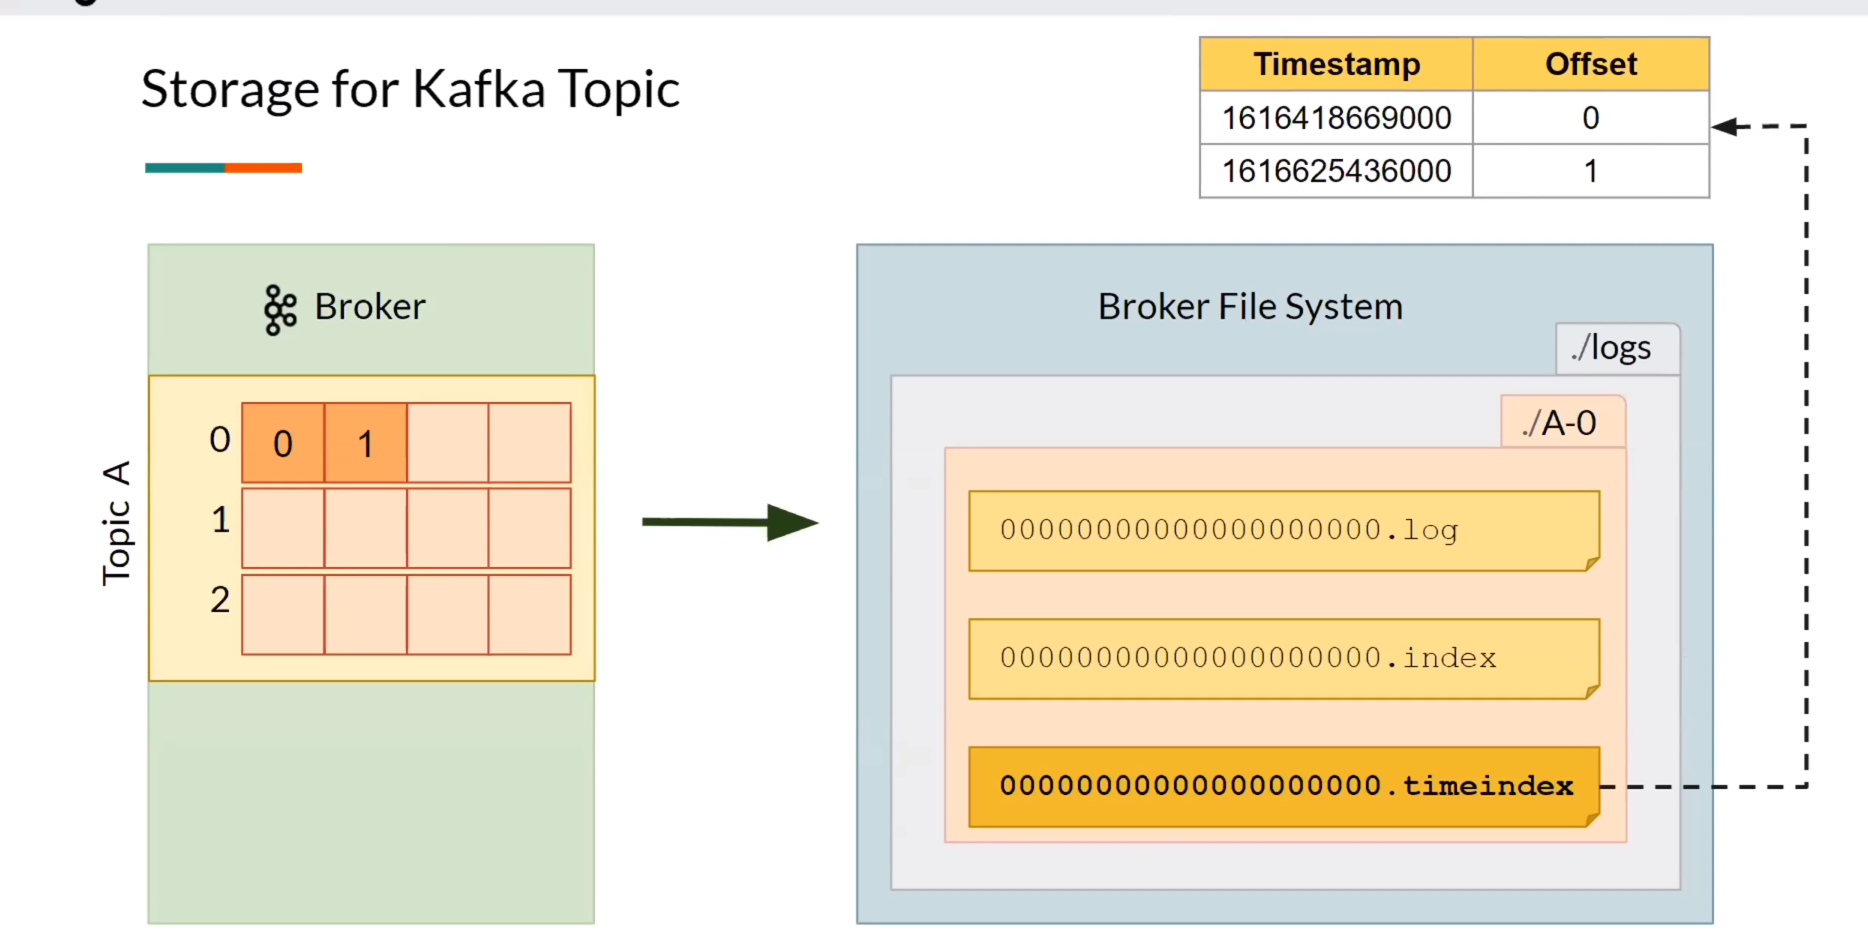 Storage for Kafka Topic
Timestamp Offset
1616418669000 0
1616625436000 1
Broker
Topic A
0 0 1
1
2
Broker File System
./logs
./A-0
00000000000000000000.log
00000000000000000000.index
00000000000000000000.timeindex